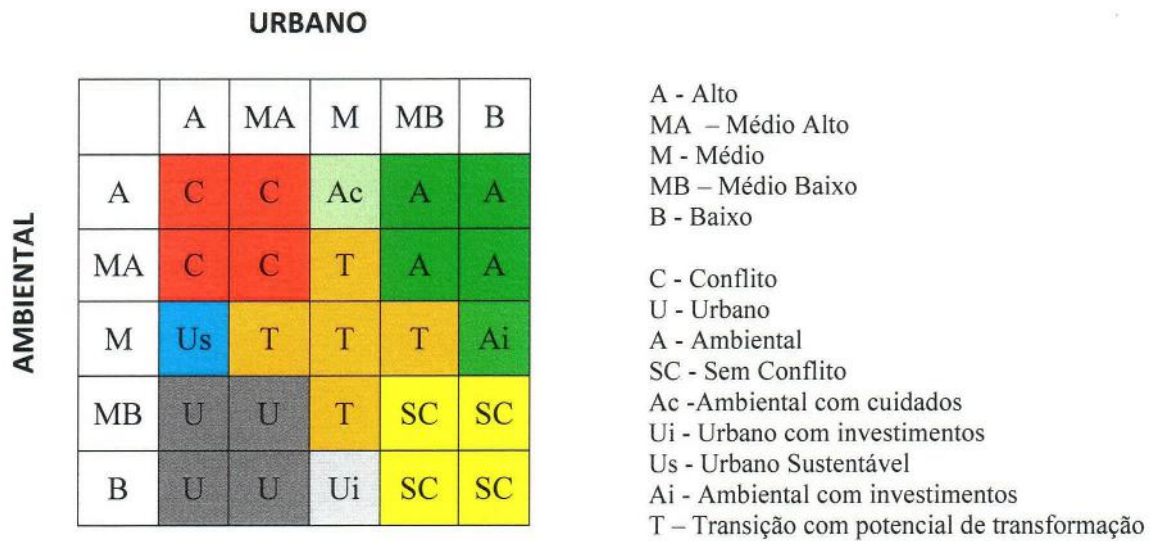 URBANO
AMBIENTAL
A MA M MB B
A C C Ac A A
MA C C T A A
M Us T T T Ai
MB U U T SC SC
B U U Ui SC SC
A - Alto
MA – Médio Alto
M - Médio
MB – Médio Baixo
B - Baixo
C - Conflito
U - Urbano
A - Ambiental
SC - Sem Conflito
Ac -Ambiental com cuidados
Ui - Urbano com investimentos
Us - Urbano Sustentável
Ai - Ambiental com investimentos
T – Transição com potencial de transformação